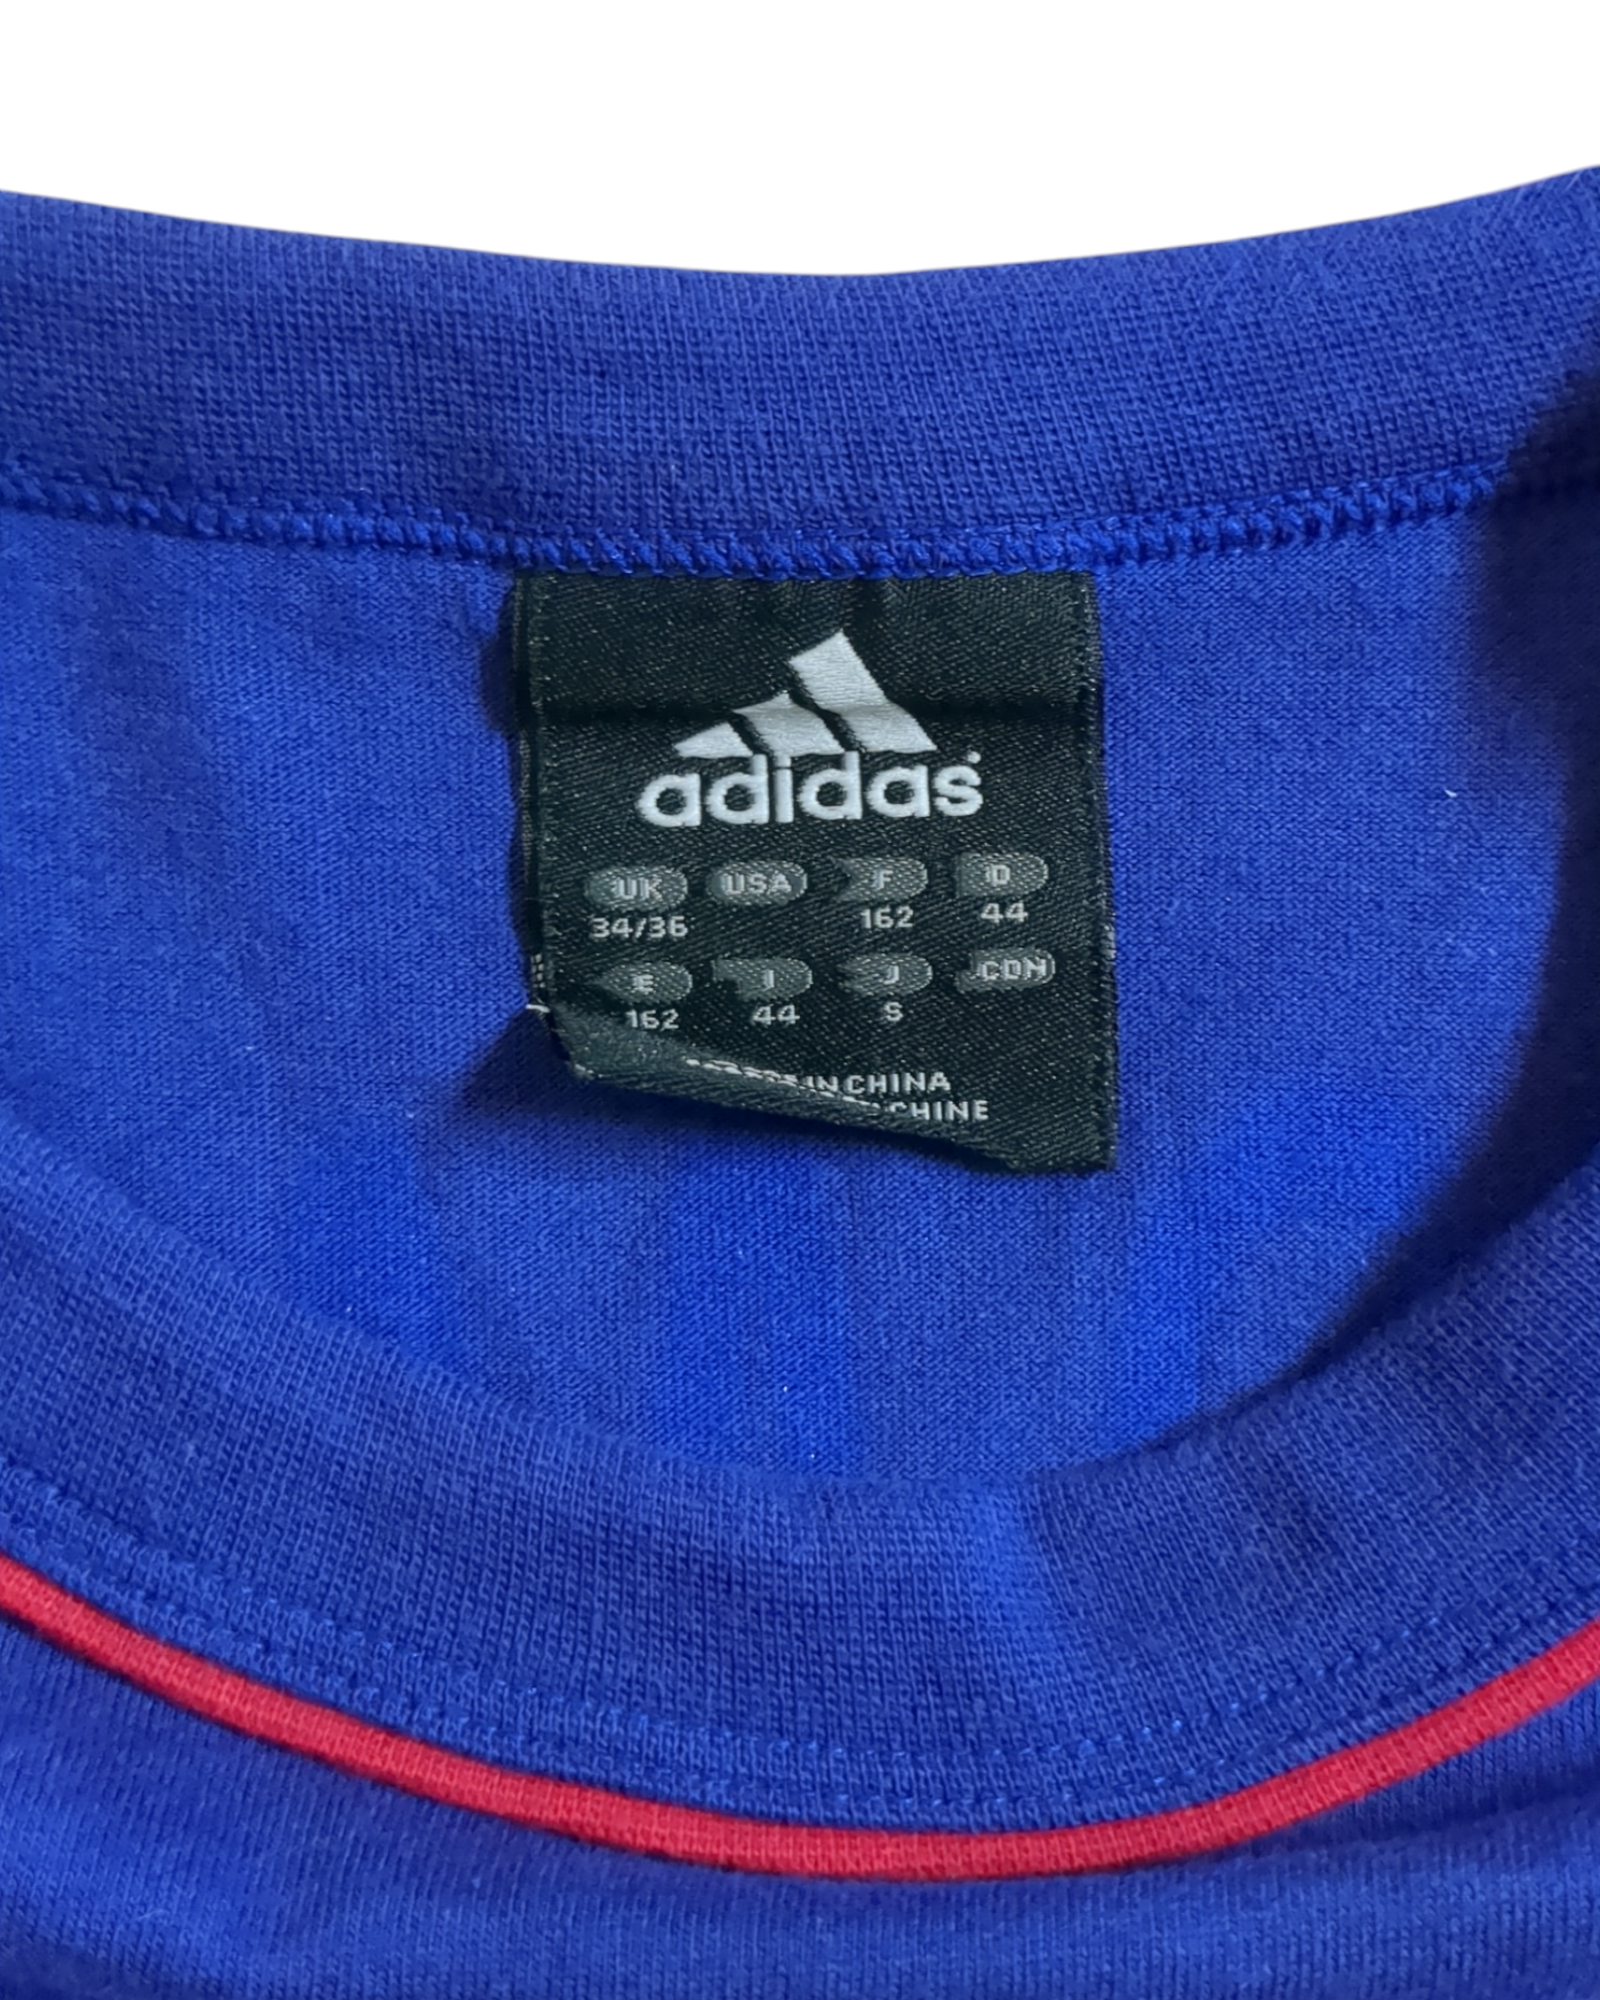 adidas
UK USA F D
34/36 162 44
E I J CDN
162 44 S
IN CHINA
CHINE